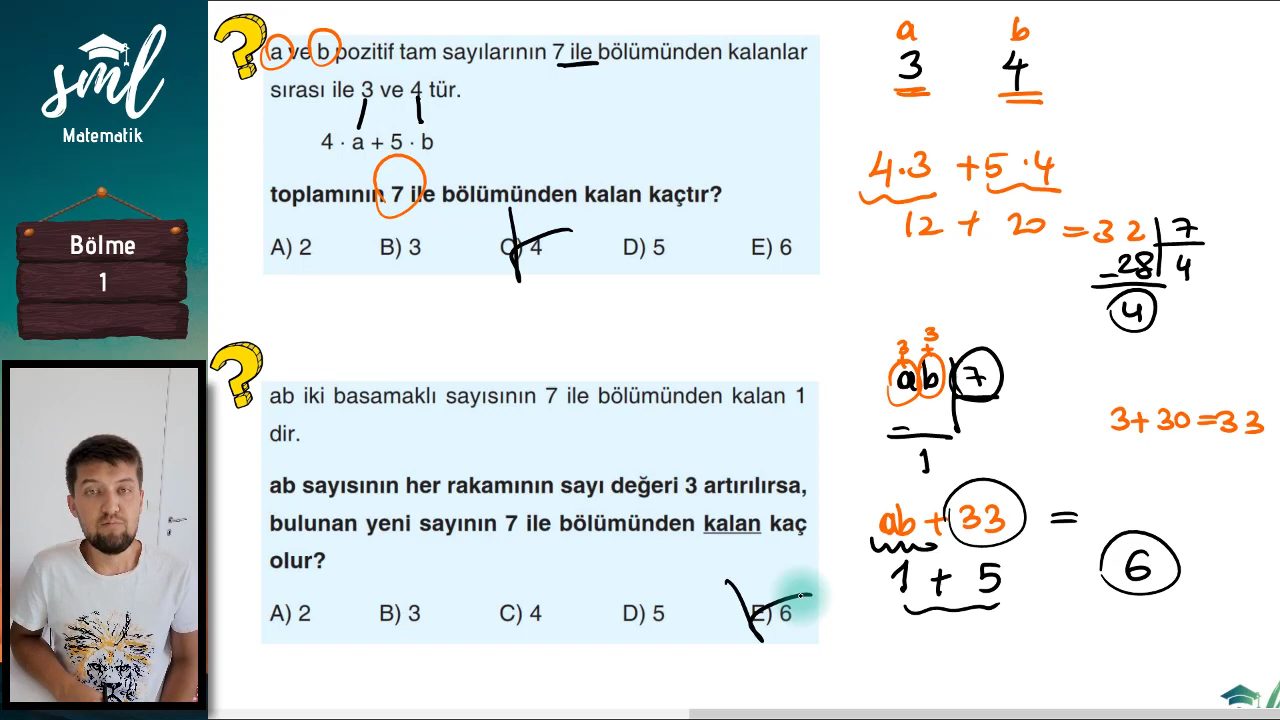 sml
Matematik
Bölme
1
a ve b pozitif tam sayılarının 7 ile bölümünden kalanlar
sırası ile 3 ve 4 tür.
4 · a + 5 · b
toplamının 7 ile bölümünden kalan kaçtır?
A) 2 B) 3 C) 4 D) 5 E) 6
a b
3 4
4.3 + 5.4
12 + 20 = 32 7
28 4
4
ab iki basamaklı sayısının 7 ile bölümünden kalan 1
dir.
ab sayısının her rakamının sayı değeri 3 artırılırsa,
bulunan yeni sayının 7 ile bölümünden kalan kaç
olur?
A) 2 B) 3 C) 4 D) 5 E) 6
3 3
+ +
ab 7
-
1
3+30=33
ab+33 =
1 + 5 6